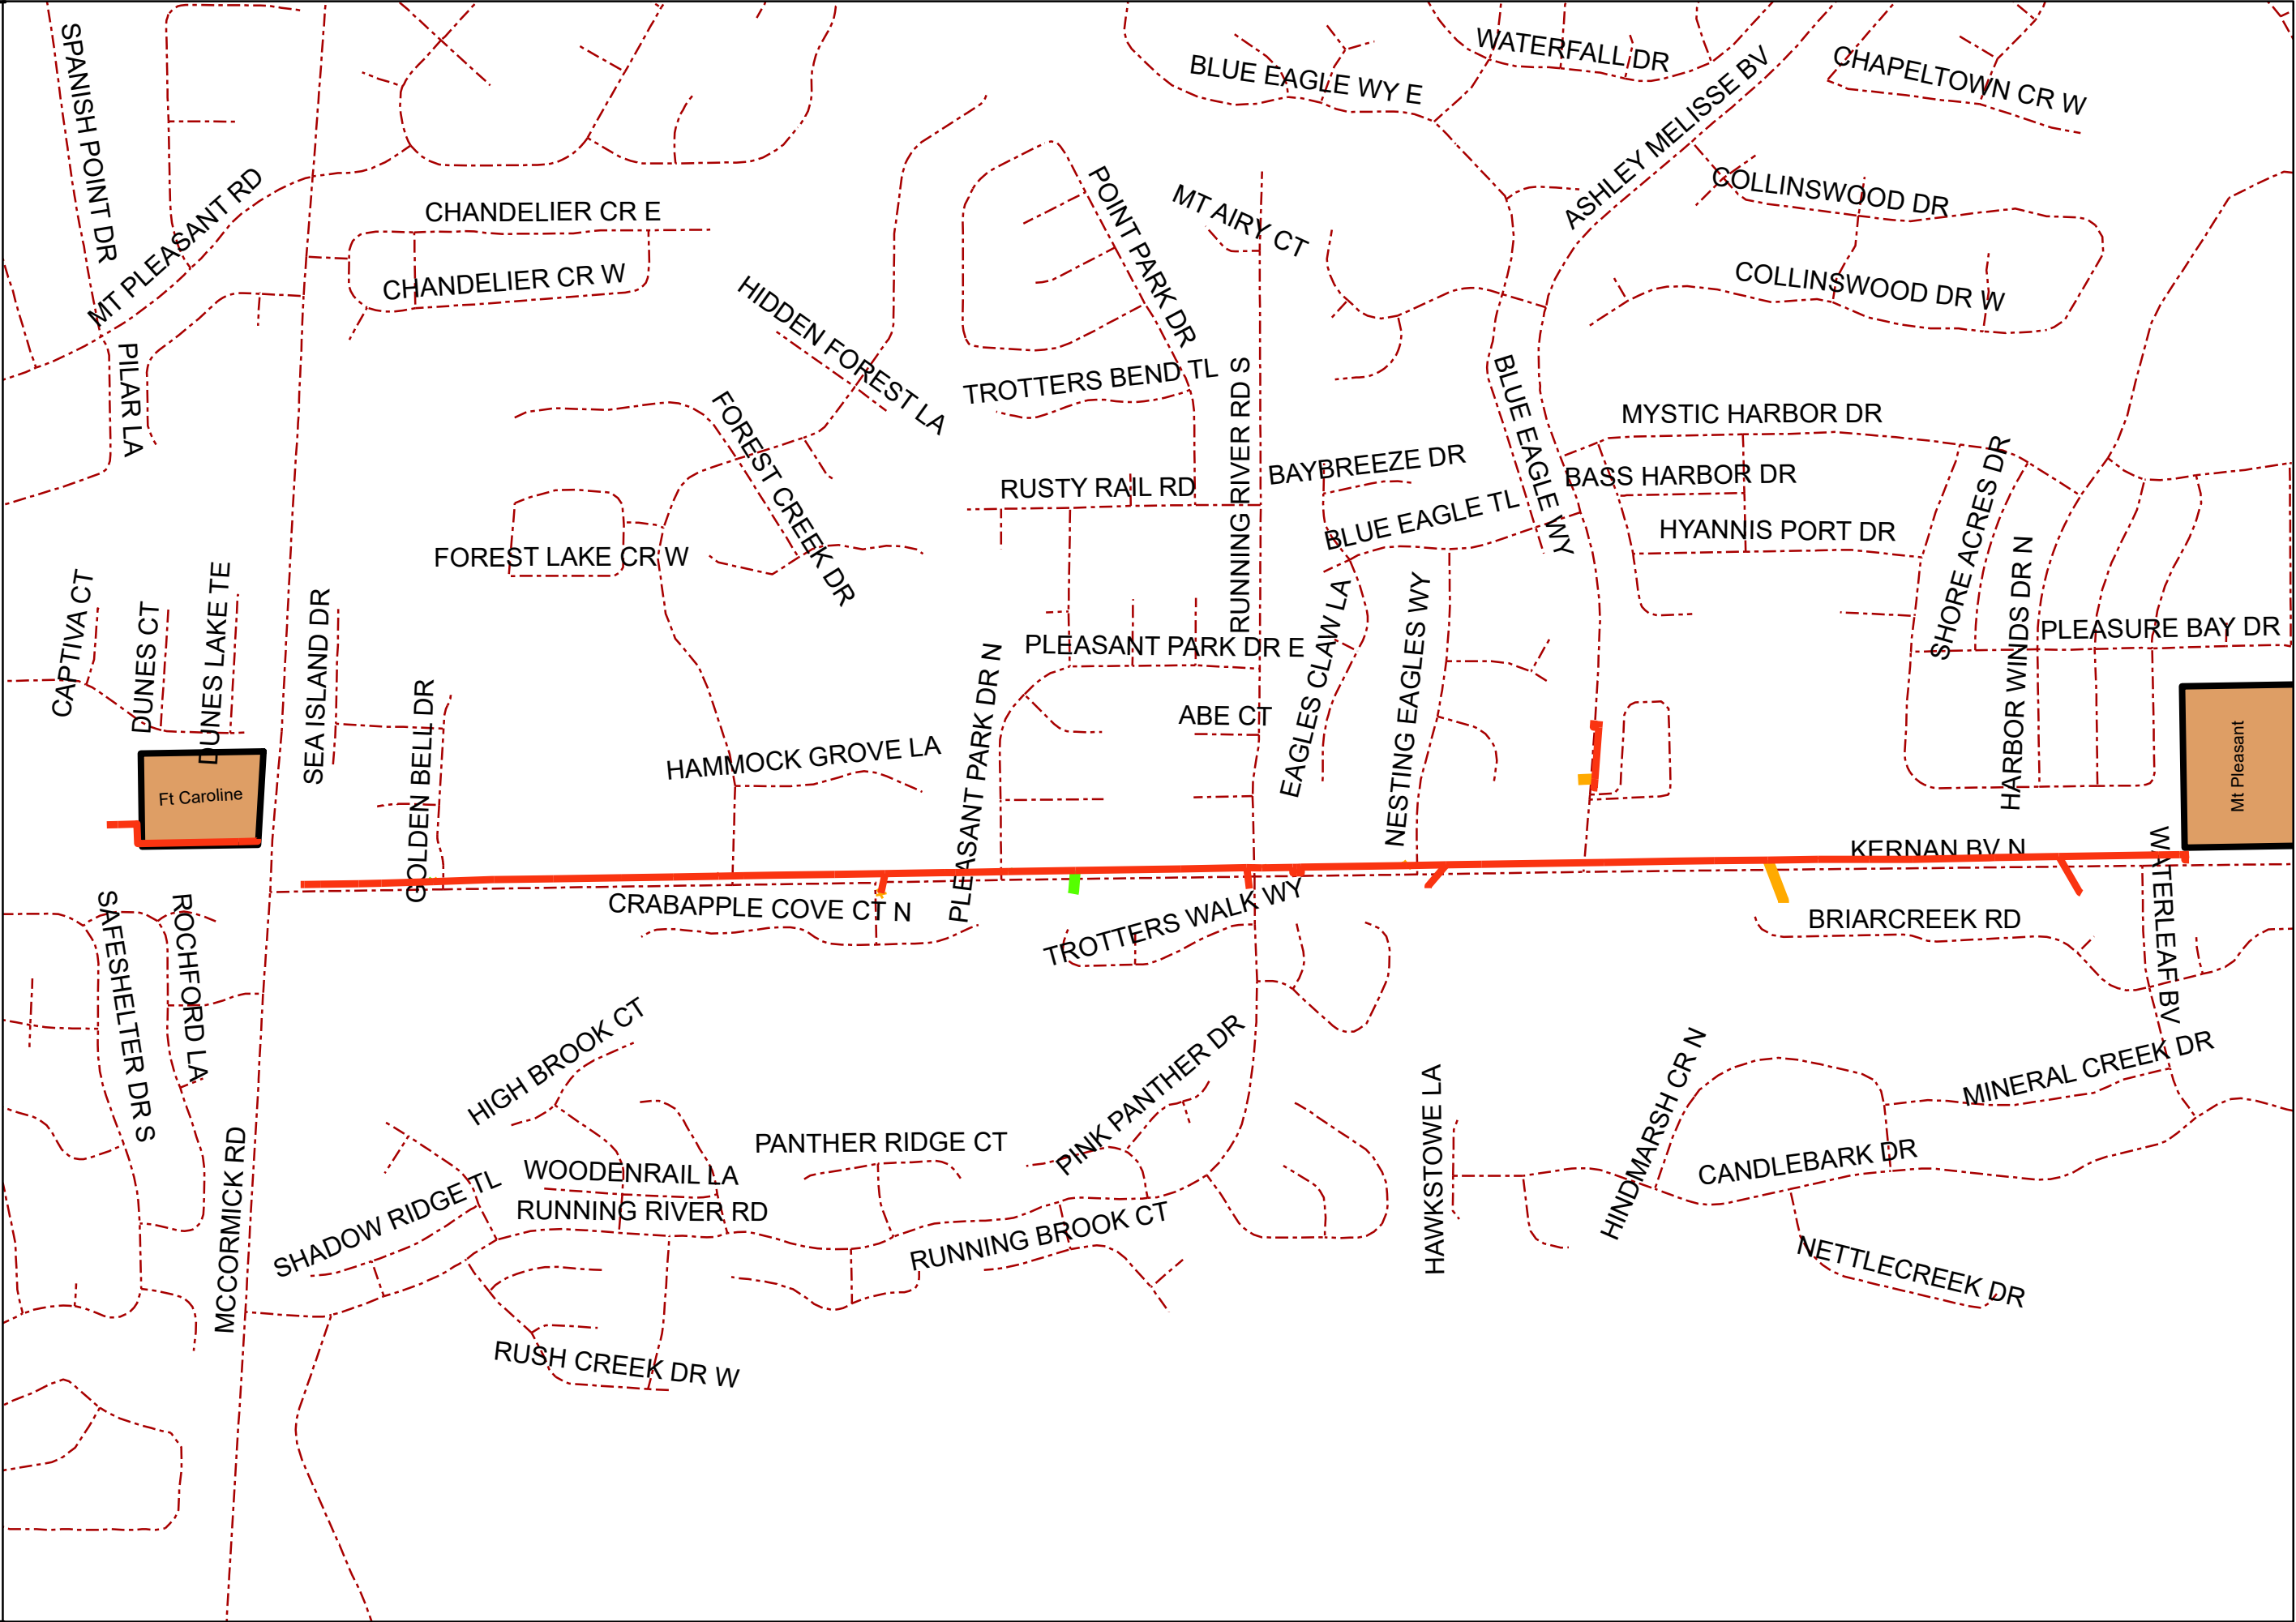 SPANISH POINT DR
WATERFALL DR
BLUE EAGLE WY E
ASHLEY MELISSE BV
CHAPELTOWN CR W
MT PLEASANT RD
CHANDELIER CR E
POINT PARK DR
MT AIRY CT
COLLINSWOOD DR
CHANDELIER CR W
HIDDEN FOREST LA
COLLINSWOOD DR W
PILAR LA
TROTTERS BEND TL
RUNNING RIVER RD S
BLUE EAGLE WY
MYSTIC HARBOR DR
FOREST CREEK DR
BAYBREEZE DR
BASS HARBOR DR
RUSTY RAIL RD
BLUE EAGLE TL
HYANNIS PORT DR
SHORE ACRES DR
FOREST LAKE CR W
HARBOR WINDS DR N
CAPTIVA CT
DUNES CT
DUNES LAKE TE
SEA ISLAND DR
PLEASANT PARK DR E
EAGLES CLAW LA
NESTING EAGLES WY
PLEASURE BAY DR
GOLDEN BELL DR
PLEASANT PARK DR N
ABE CT
HAMMOCK GROVE LA
Mt Pleasant
Ft Caroline
KERNAN BV N
CRABAPPLE COVE CT N
TROTTERS WALK WY
BRIARCREEK RD
WATERLEAF BV
SAFESHELTER DR S
ROCHFORD LA
HIGH BROOK CT
PINK PANTHER DR
HAWKSTOWE LA
HINDMARSH CR N
MINERAL CREEK DR
MCCORMICK RD
PANTHER RIDGE CT
WOODENRAIL LA
CANDLEBARK DR
SHADOW RIDGE TL
RUNNING RIVER RD
RUNNING BROOK CT
NETTLECREEK DR
RUSH CREEK DR W